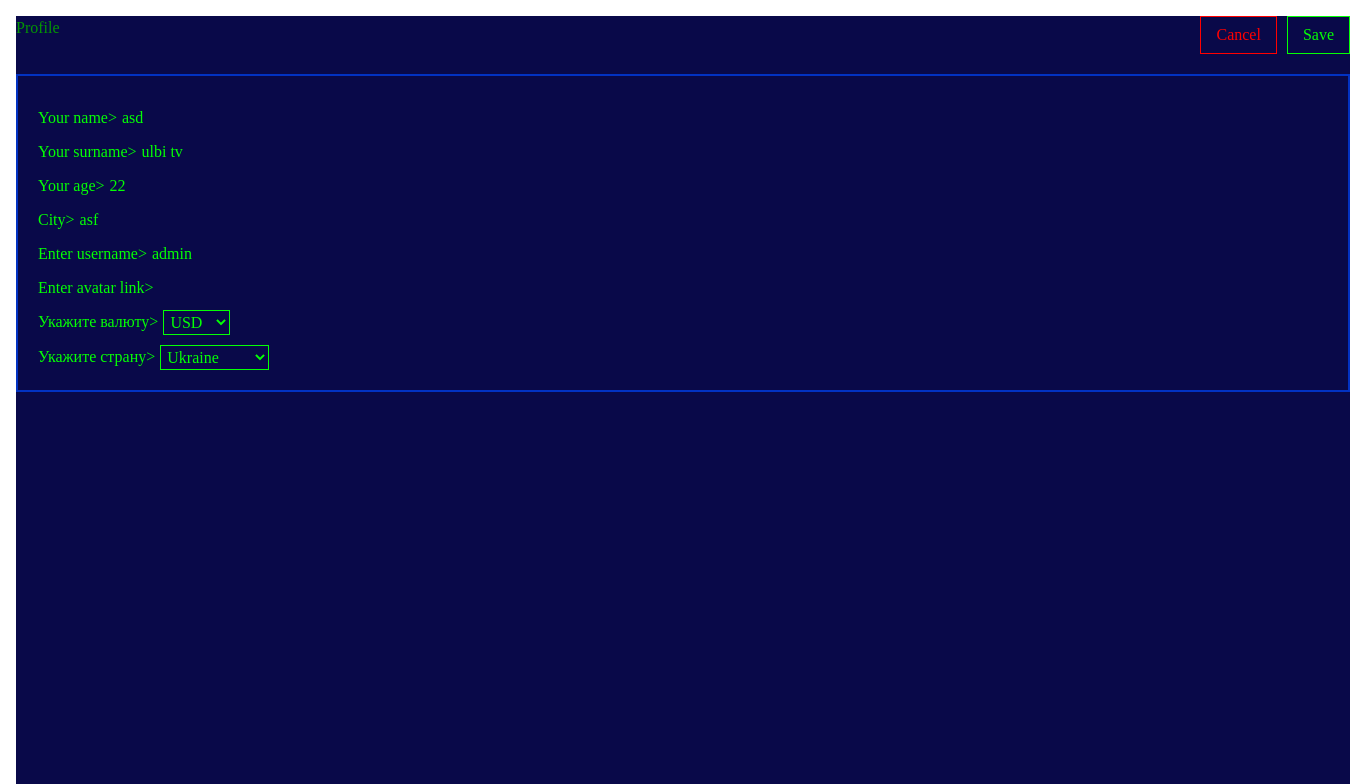 Profile
Cancel
Save
Your name> asd
Your surname> ulbi tv
Your age> 22
City> asf
Enter username> admin
Enter avatar link>
Укажите валюту> USD
Укажите страну> Ukraine